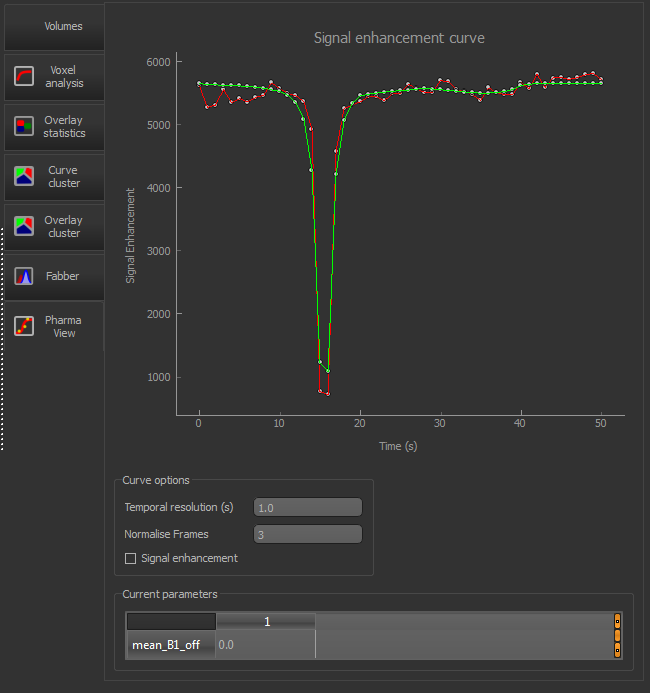 Volumes
Voxel
analysis
Overlay
statistics
Curve
cluster
Overlay
cluster
Fabber
Pharma
View
Signal enhancement curve
6000
5000
4000
3000
2000
1000
Signal Enhancement
0
10
20
30
40
50
Time (s)
Curve options
Temporal resolution (s)
1.0
Normalise Frames
3
Signal enhancement
Current parameters
1
mean_B1_off
0.0